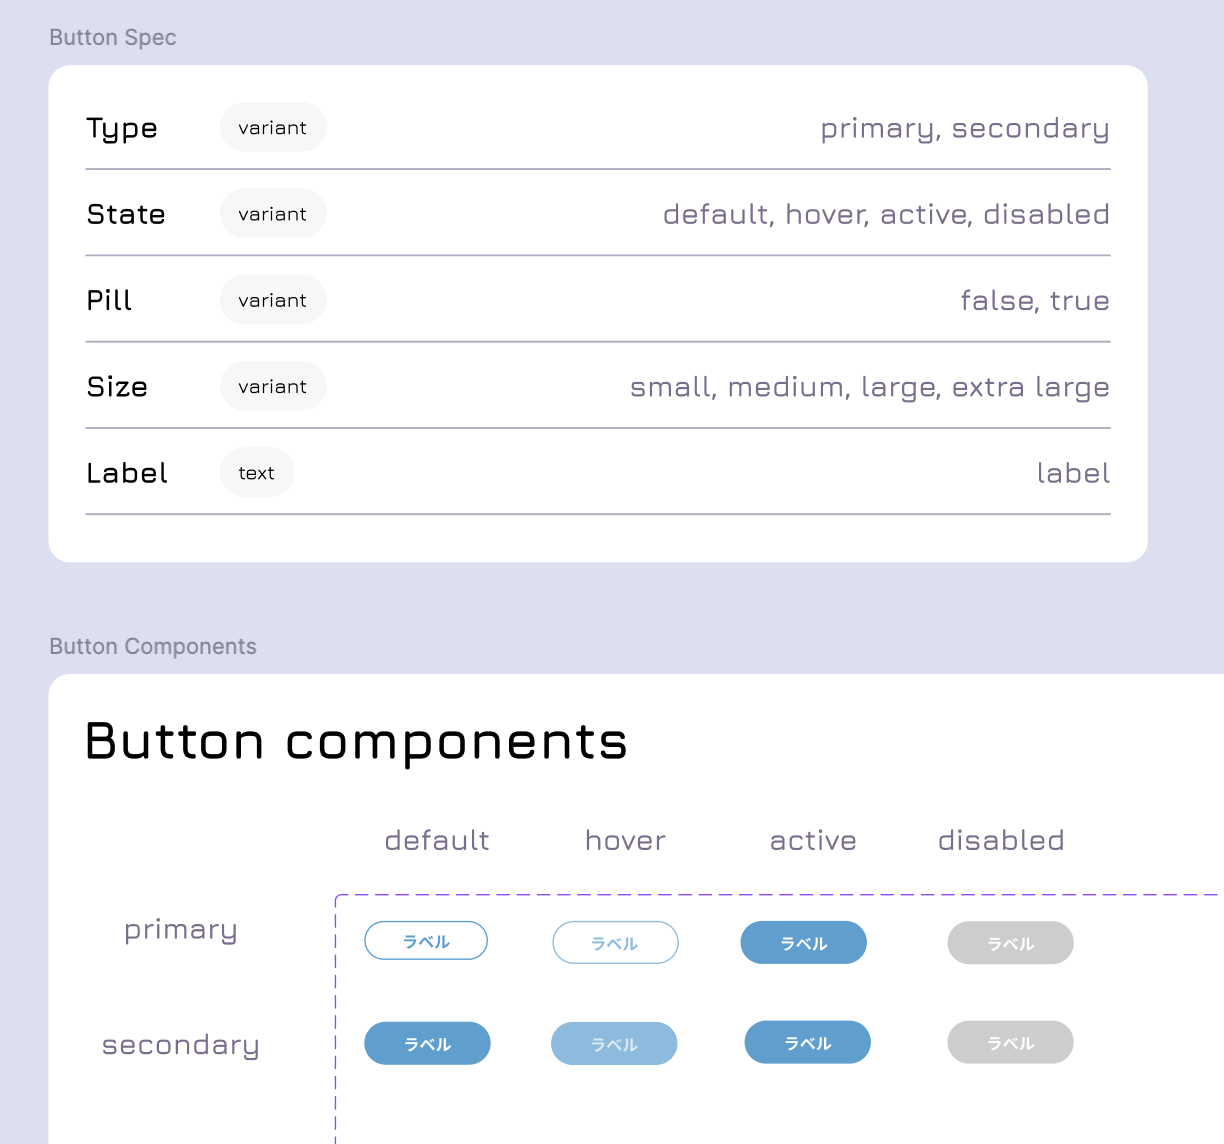 Button Spec
Type variant primary, secondary
State variant default, hover, active, disabled
Pill variant false, true
Size variant small, medium, large, extra large
Label text label
Button Components
Button components
default hover active disabled
primary ラベル ラベル ラベル ラベル
secondary ラベル ラベル ラベル ラベル